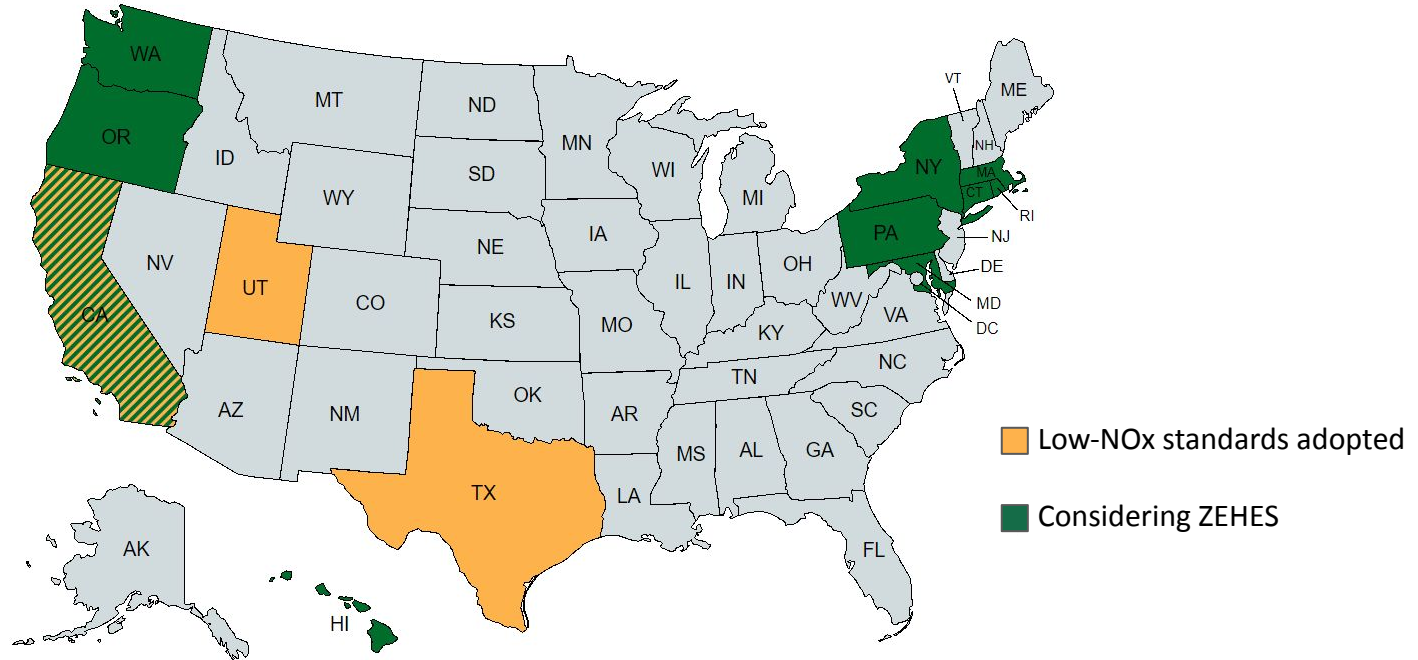 WA
OR
CA
ID
NV
MT
WY
UT
AZ
CO
NM
ND
SD
NE
KS
OK
TX
MN
IA
MO
AR
LA
WI
IL
MI
IN
OH
KY
TN
MS
AL
GA
FL
SC
NC
VA
WV
PA
NY
VT
NH
ME
MA
CT
RI
NJ
DE
MD
DC
AK
HI
Low-NOx standards adopted
Considering ZEHES